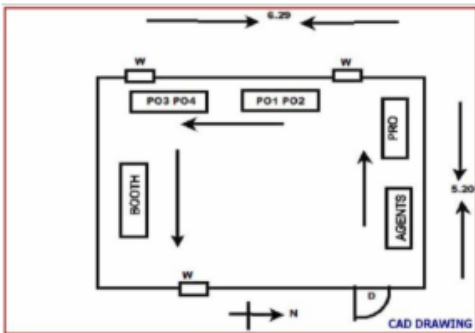 6.29
W
W
PO3 PO4
PO1 PO2
PRO
BOOTH
5.20
AGENTS
W
N
D
CAD DRAWING